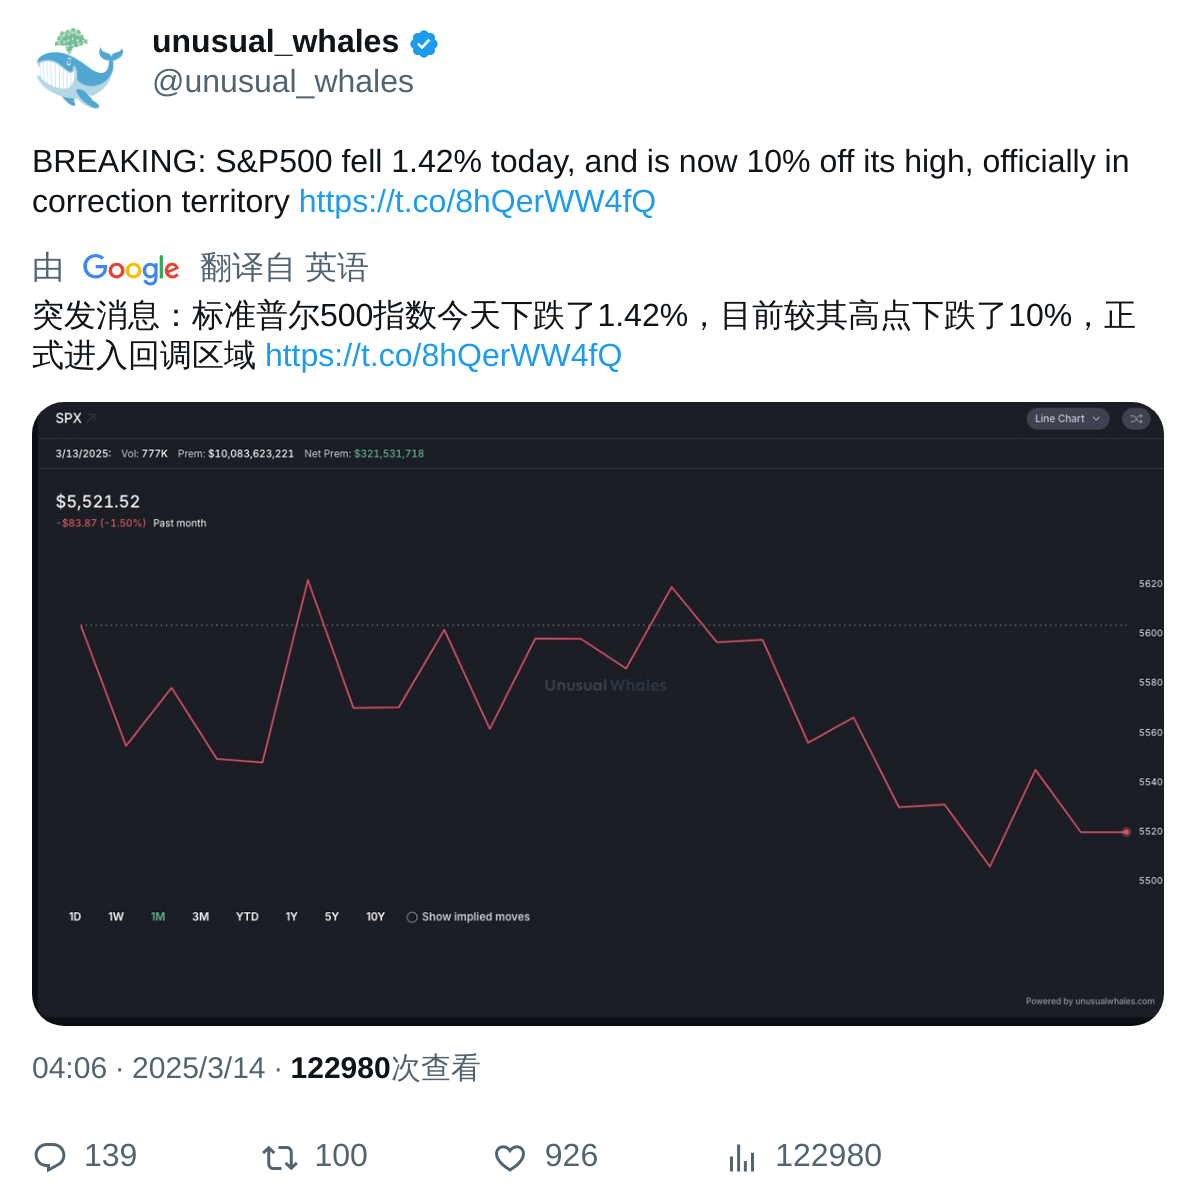 unusual_whales
@unusual_whales
BREAKING: S&P500 fell 1.42% today, and is now 10% off its high, officially in
correction territory https://t.co/8hQerWW4fQ
由 Google 翻译自 英语
突发消息：标准普尔500指数今天下跌了1.42%，目前较其高点下跌了10%，正
式进入回调区域 https://t.co/8hQerWW4fQ
SPX
Line Chart
3/13/2025: Vol: 777K Prem: $10,083,623,221 Net Prem: $321,531,718
$5,521.52
-$83.87 (-1.50%) Past month
5620
5600
5580
Unusual Whales
5560
5540
5520
5500
1D 1W 1M 3M YTD 1Y 5Y 10Y Show implied moves
Powered by unusualwhales.com
04:06 · 2025/3/14 · 122980次查看
139 100 926 122980